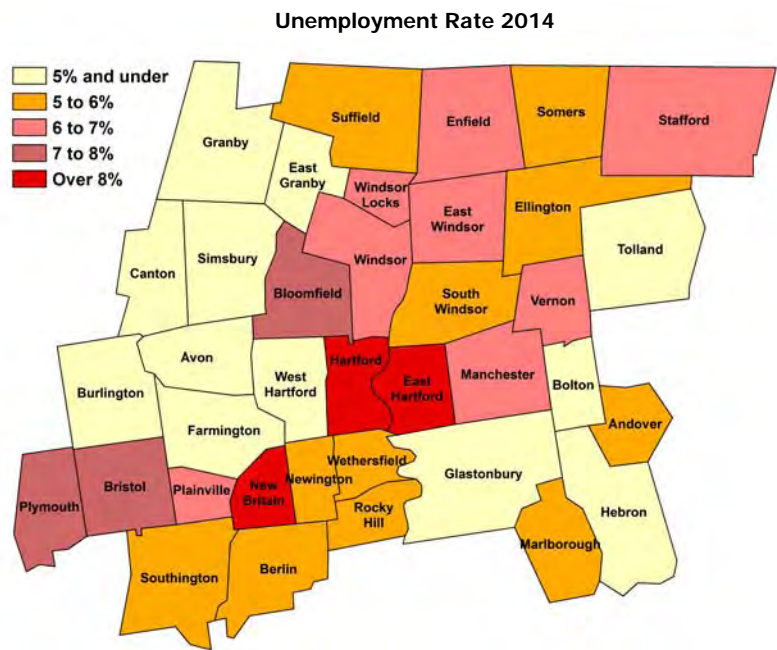 Unemployment Rate 2014
5% and under
5 to 6%
6 to 7%
7 to 8%
Over 8%
Suffield
Enfield
Somers
Stafford
Granby
East
Granby
Windsor
Locks
East
Windsor
Ellington
Tolland
Canton
Simsbury
Windsor
Bloomfield
South
Windsor
Vernon
Avon
Hartford
West
Hartford
East
Hartford
Manchester
Bolton
Burlington
Farmington
Andover
Wethersfield
Glastonbury
Newington
Plymouth
Bristol
Plainville
New
Britain
Rocky
Hill
Hebron
Marlborough
Southington
Berlin